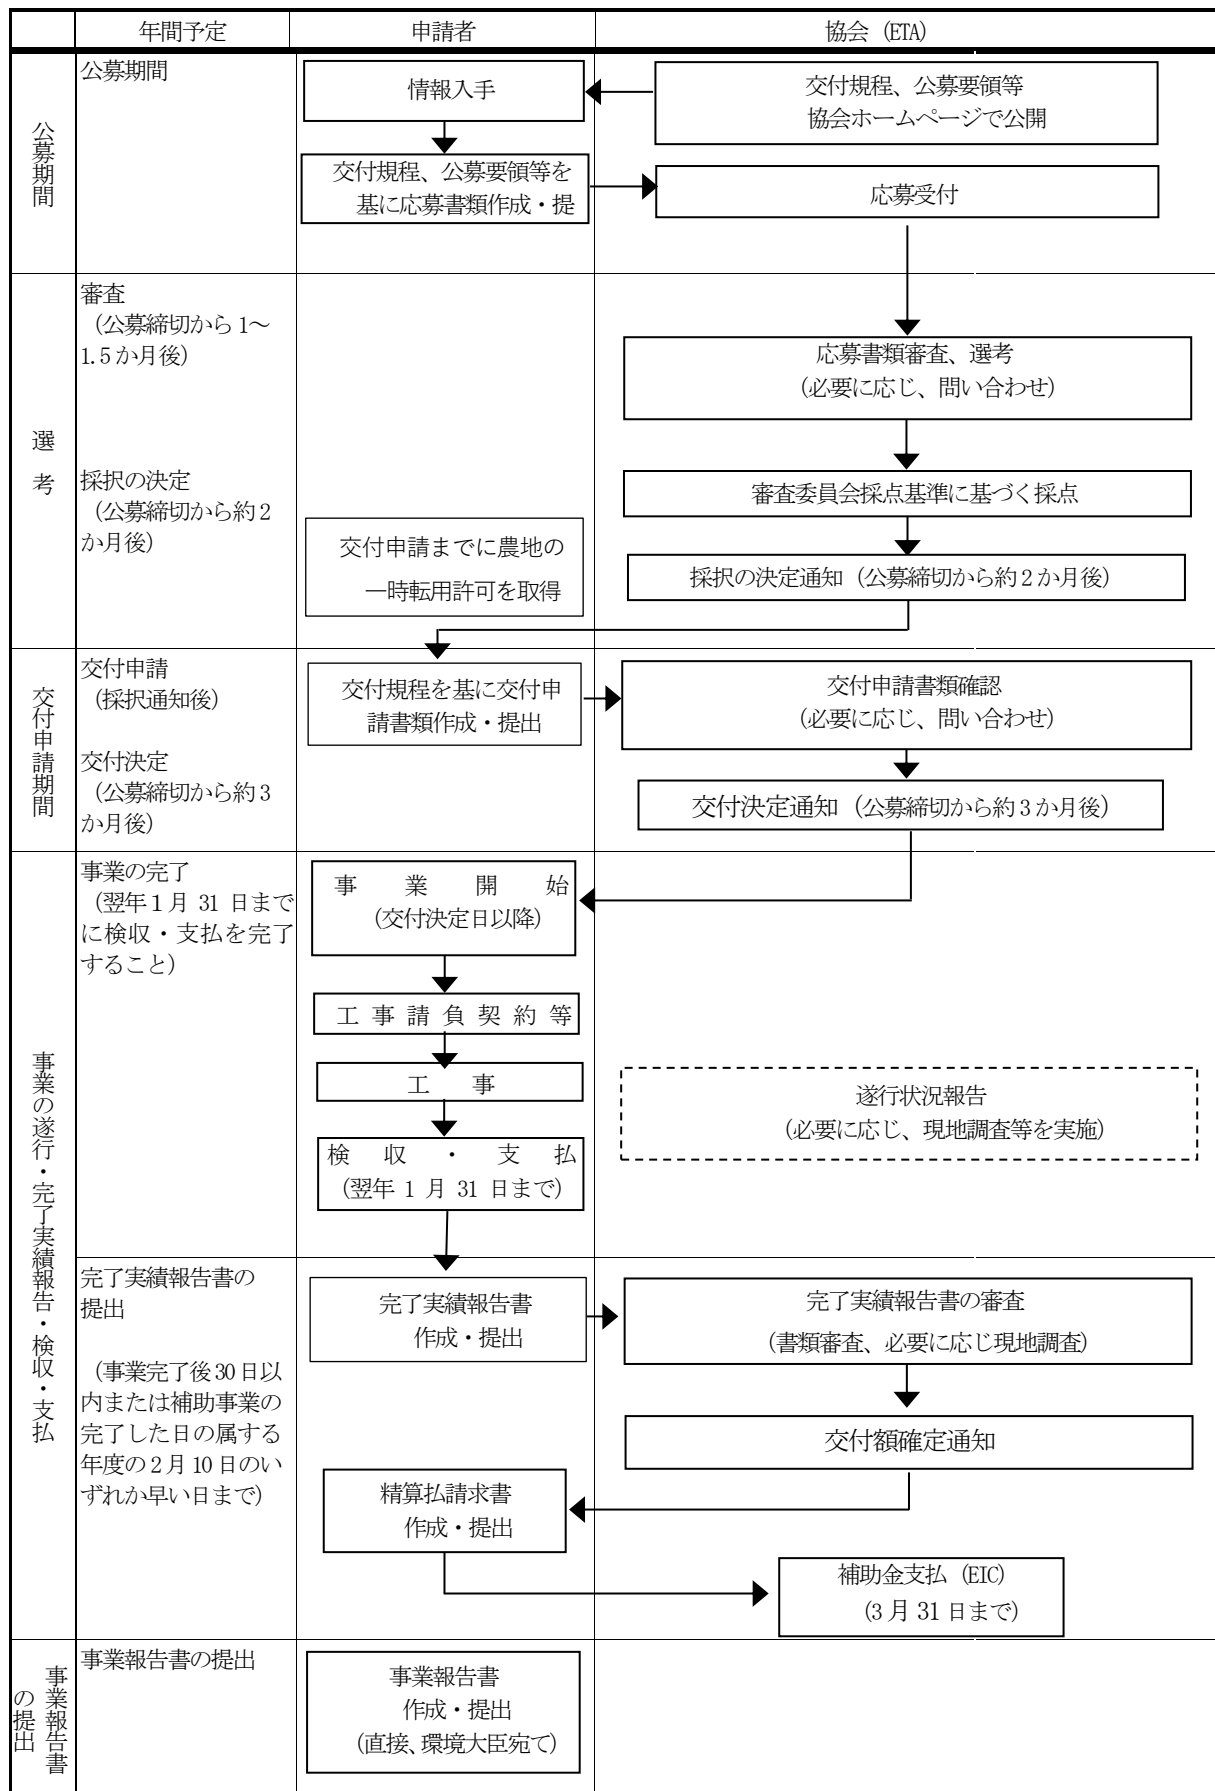 年間予定
申請者
協会（ETA）
公募期間
公募期間
情報入手
交付規程、公募要領等
協会ホームページで公開
交付規程、公募要領等を
基に応募書類作成・提
応募受付
選考
審査
（公募締切から1～
1.5か月後）
応募書類審査、選考
（必要に応じ、問い合わせ）
採択の決定
（公募締切から約2
か月後）
審査委員会採点基準に基づく採点
交付申請までに農地の
一時転用許可を取得
採択の決定通知（公募締切から約2か月後）
交付申請期間
交付申請
（採択通知後）
交付規程を基に交付申
請書類作成・提出
交付申請書類確認
（必要に応じ、問い合わせ）
交付決定
（公募締切から約3
か月後）
交付決定通知（公募締切から約3か月後）
事業の遂行・完了実績報告・検収・支払
事業の完了
（翌年１月 31 日まで
に検収・支払を完了
すること）
事業開始
（交付決定日以降）
工事請負契約等
工事
遂行状況報告
（必要に応じ、現地調査等を実施）
検収・支払
（翌年 1 月 31 日まで）
完了実績報告書の
提出
（事業完了後30日以
内または補助事業の
完了した日の属する
年度の2月10日のい
ずれか早い日まで）
完了実績報告書
作成・提出
完了実績報告書の審査
（書類審査、必要に応じ現地調査）
交付額確定通知
精算払請求書
作成・提出
補助金支払（EIC）
（3月31日まで）
事業報告書
の提出
事業報告書の提出
事業報告書
作成・提出
（直接、環境大臣宛て）